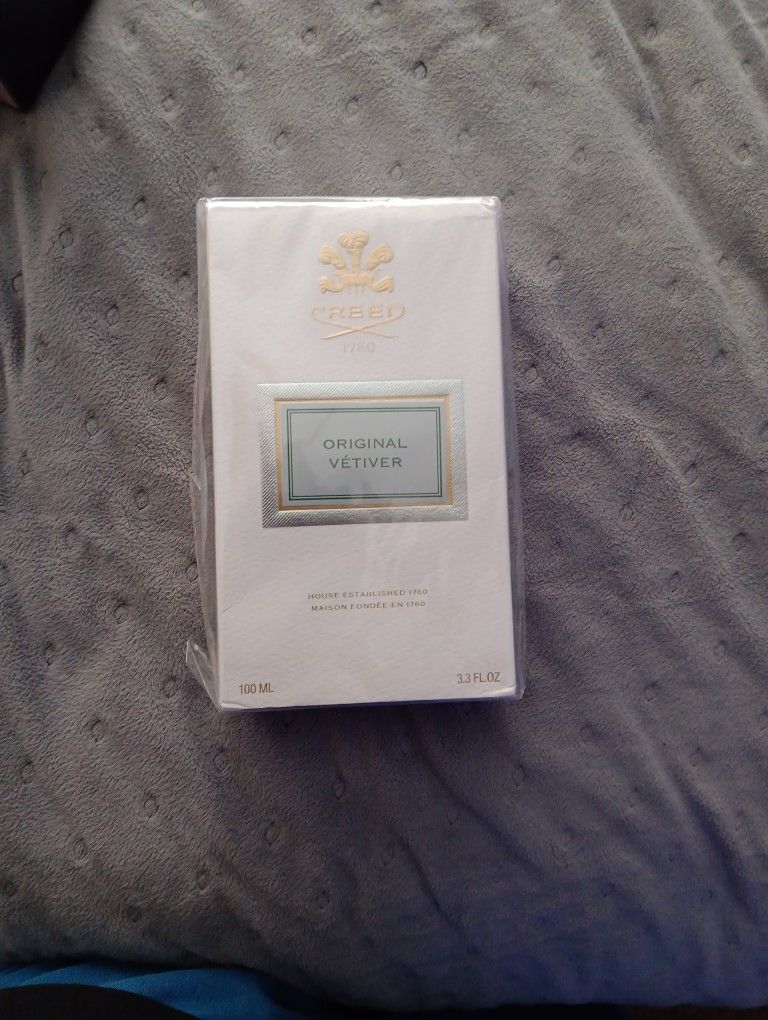 CREED
1760
ORIGINAL
VÉTIVER
HOUSE ESTABLISHED 1760
MAISON FONDÉE EN 1760
100 ML
3.3 FL.OZ